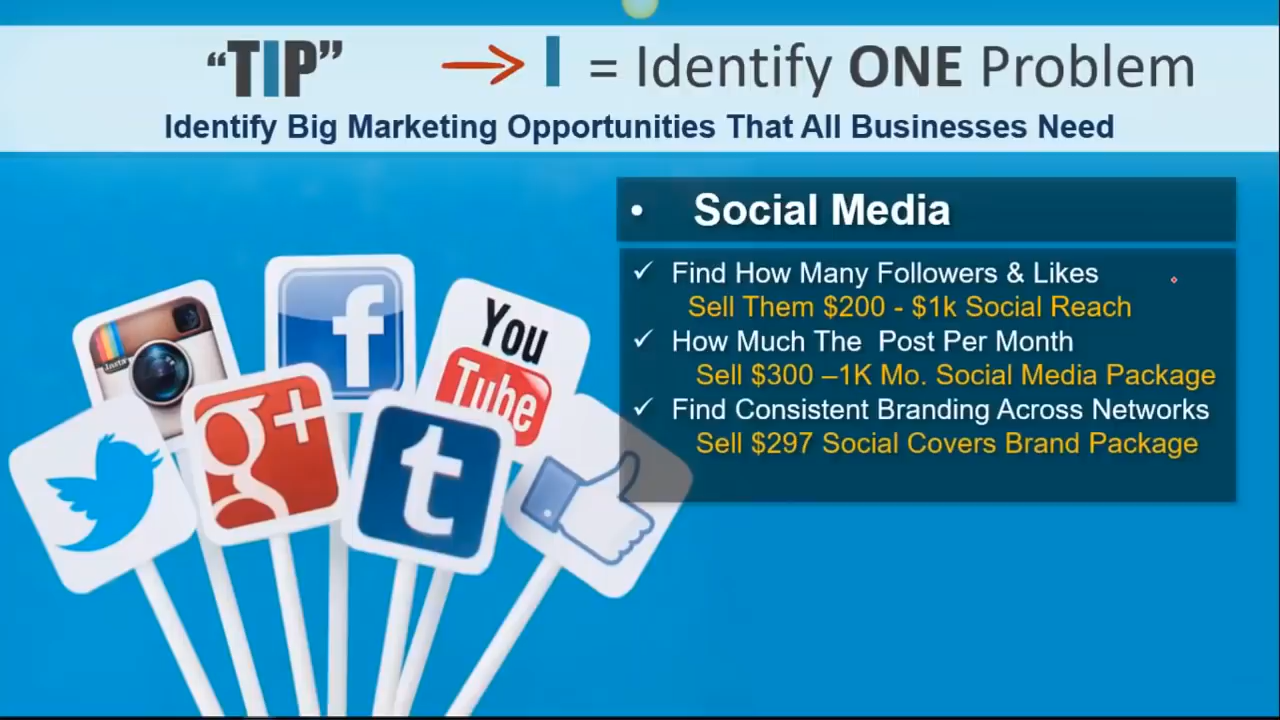 “TIP” I = Identify ONE Problem
Identify Big Marketing Opportunities That All Businesses Need
• Social Media
✓ Find How Many Followers & Likes
Sell Them $200 - $1k Social Reach
✓ How Much The Post Per Month
Sell $300 –1K Mo. Social Media Package
✓ Find Consistent Branding Across Networks
Sell $297 Social Covers Brand Package
Insta
f
You
Tube
g+
t